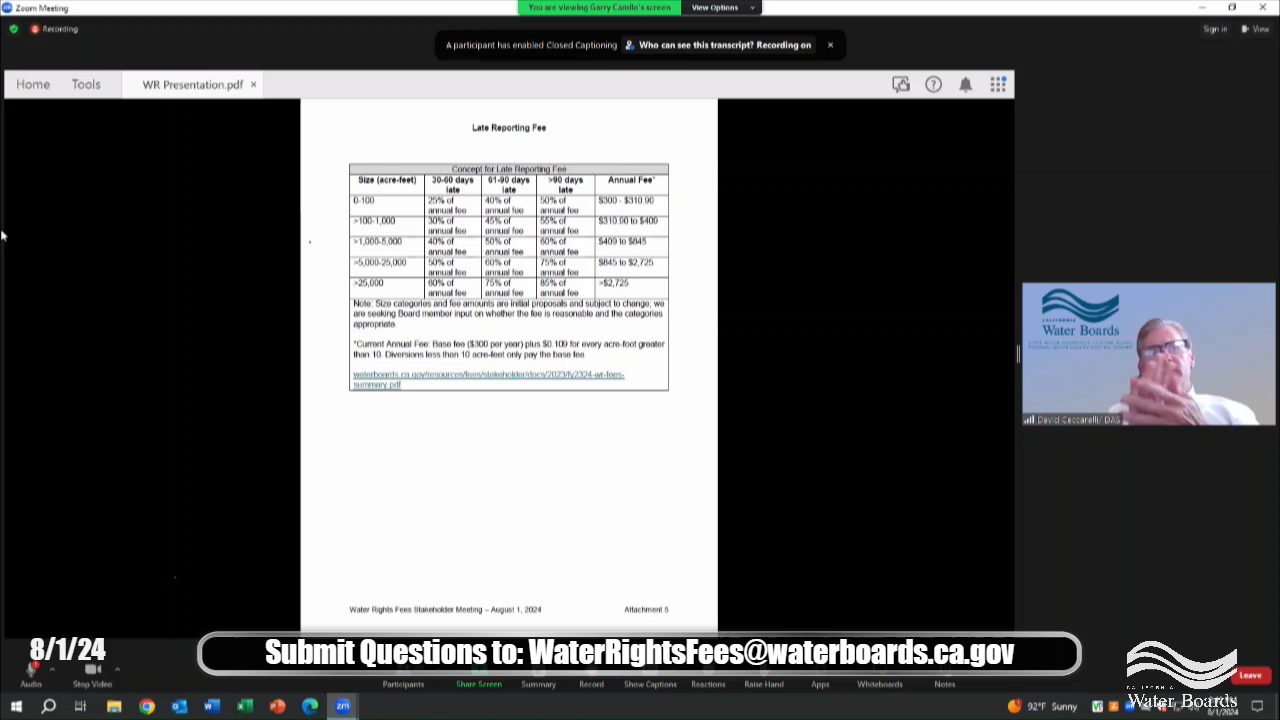 Zoom Meeting
You are viewing Garry Camilo's screen
View Options
Recording
Sign in
View
A participant has enabled Closed Captioning
Who can see this transcript? Recording on
Home
Tools
WR Presentation.pdf
Late Reporting Fee
Concept for Late Reporting Fee
Size (acre-feet) 30-60 days late 61-90 days late >90 days late Annual Fee*
0-100 25% of annual fee 40% of annual fee 50% of annual fee $300 - $310.90
>100-1,000 30% of annual fee 45% of annual fee 55% of annual fee $310.90 to $409
>1,000-5,000 40% of annual fee 50% of annual fee 60% of annual fee $409 to $845
>5,000-25,000 50% of annual fee 60% of annual fee 75% of annual fee $845 to $2,725
>25,000 60% of annual fee 75% of annual fee 85% of annual fee >$2,725
Note: Size categories and fee amounts are initial proposals and subject to change; we
are seeking Board member input on whether the fee is reasonable and the categories
appropriate.
*Current Annual Fee: Base fee ($300 per year) plus $0.109 for every acre-foot greater
than 10. Diversions less than 10 acre-feet only pay the base fee.
waterboards.ca.gov/resources/fees/stakeholder/docs/2023/fy2324-wr-fees-
summary.pdf
Water Rights Fees Stakeholder Meeting – August 1, 2024
Attachment 5
CALIFORNIA
Water Boards
David Ceccarelli/ DAS
8/1/24
Submit Questions to: WaterRightsFees@waterboards.ca.gov
Audio
Stop Video
Participants
Share Screen
Summary
Record
Show Captions
Reactions
Raise Hand
Apps
Whiteboards
Notes
Leave
Water Boards
92°F Sunny
8/1/2024